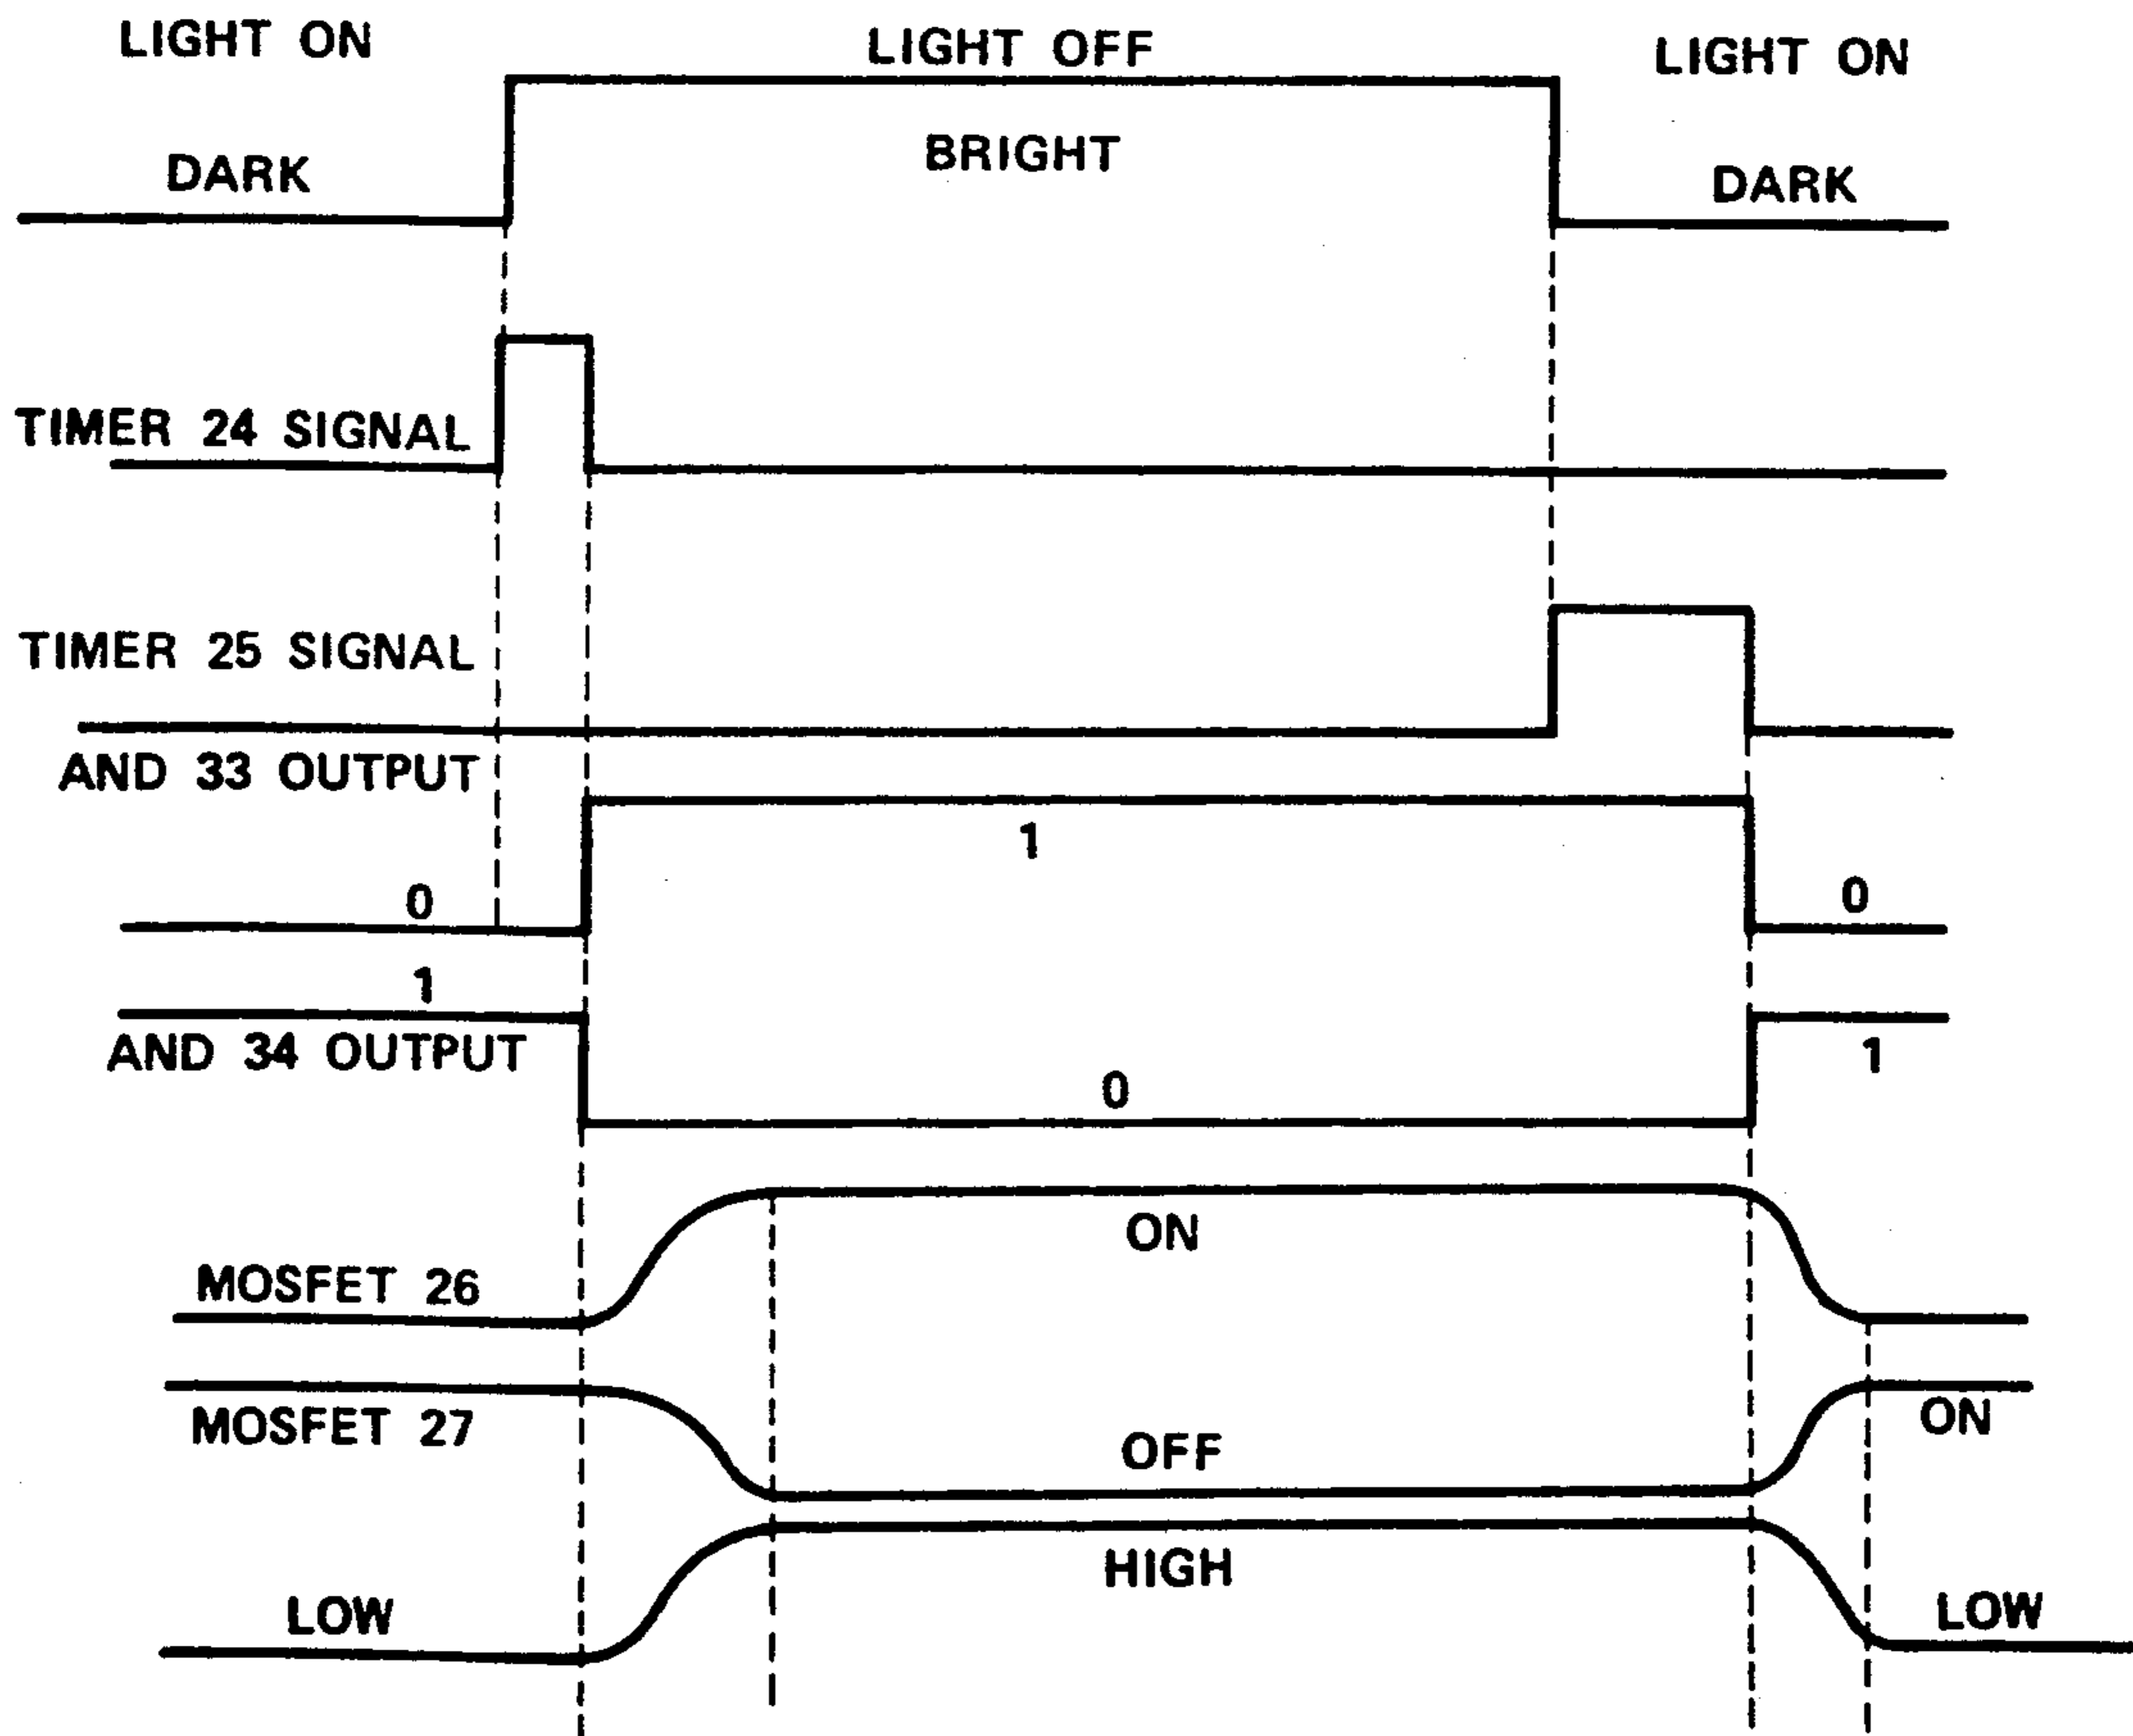 LIGHT ON
LIGHT OFF
LIGHT ON
DARK
BRIGHT
DARK
TIMER 24 SIGNAL
TIMER 25 SIGNAL
AND 33 OUTPUT
1
0
0
1
AND 34 OUTPUT
1
0
ON
MOSFET 26
MOSFET 27
ON
OFF
HIGH
LOW
LOW